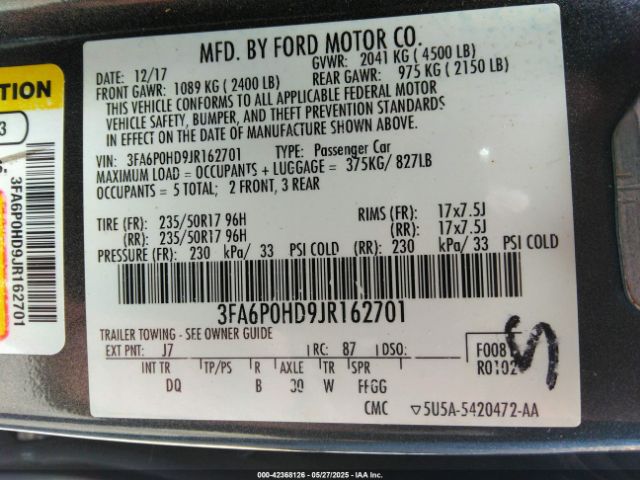 MFD. BY FORD MOTOR CO.
DATE: 12/17 GVWR: 2041 KG (4500 LB)
FRONT GAWR: 1089 KG (2400 LB) REAR GAWR: 975 KG (2150 LB)
THIS VEHICLE CONFORMS TO ALL APPLICABLE FEDERAL MOTOR
VEHICLE SAFETY, BUMPER, AND THEFT PREVENTION STANDARDS
IN EFFECT ON THE DATE OF MANUFACTURE SHOWN ABOVE.
VIN: 3FA6P0HD9JR162701 TYPE: Passenger Car
MAXIMUM LOAD = OCCUPANTS + LUGGAGE = 375KG/ 827LB
OCCUPANTS = 5 TOTAL; 2 FRONT, 3 REAR
TIRE (FR): 235/50R17 96H RIMS (FR): 17x7.5J
(RR): 235/50R17 96H (RR): 17x7.5J
PRESSURE (FR): 230 kPa/ 33 PSI COLD (RR): 230 kPa/ 33 PSI COLD
3FA6P0HD9JR162701
TRAILER TOWING - SEE OWNER GUIDE
EXT PNT: J7 RC: 87 DSO: F008
R0102
INT TR TP/PS R AXLE TR SPR
DQ B W
CMC ▽5U5A-5420472-AA
TION
3
3FA6P0HD9JR162701
000-42368126 - 05/27/2025 - IAAI.COM